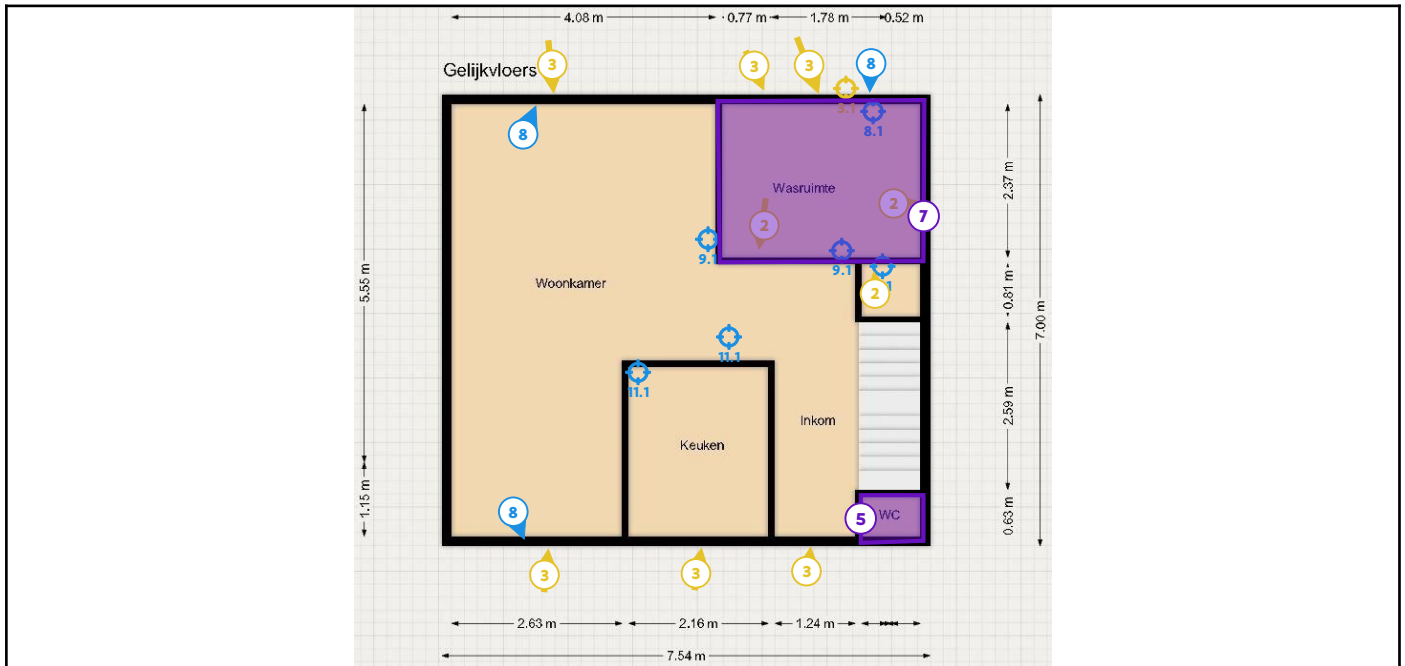 4.08 m 0.77 m 1.78 m 0.52 m
Gelijkvloers
3 3 3 8
3.1
8 8.1
Wasruimte
2 2 7
9.1 9.1
Woonkamer
2 1
11.1
11.1
Inkom
Keuken
8 5 WC
3 3 3
2.63 m 2.16 m 1.24 m
7.54 m
5.55 m
1.15 m
2.37 m
0.81 m
2.59 m
0.63 m
7.00 m